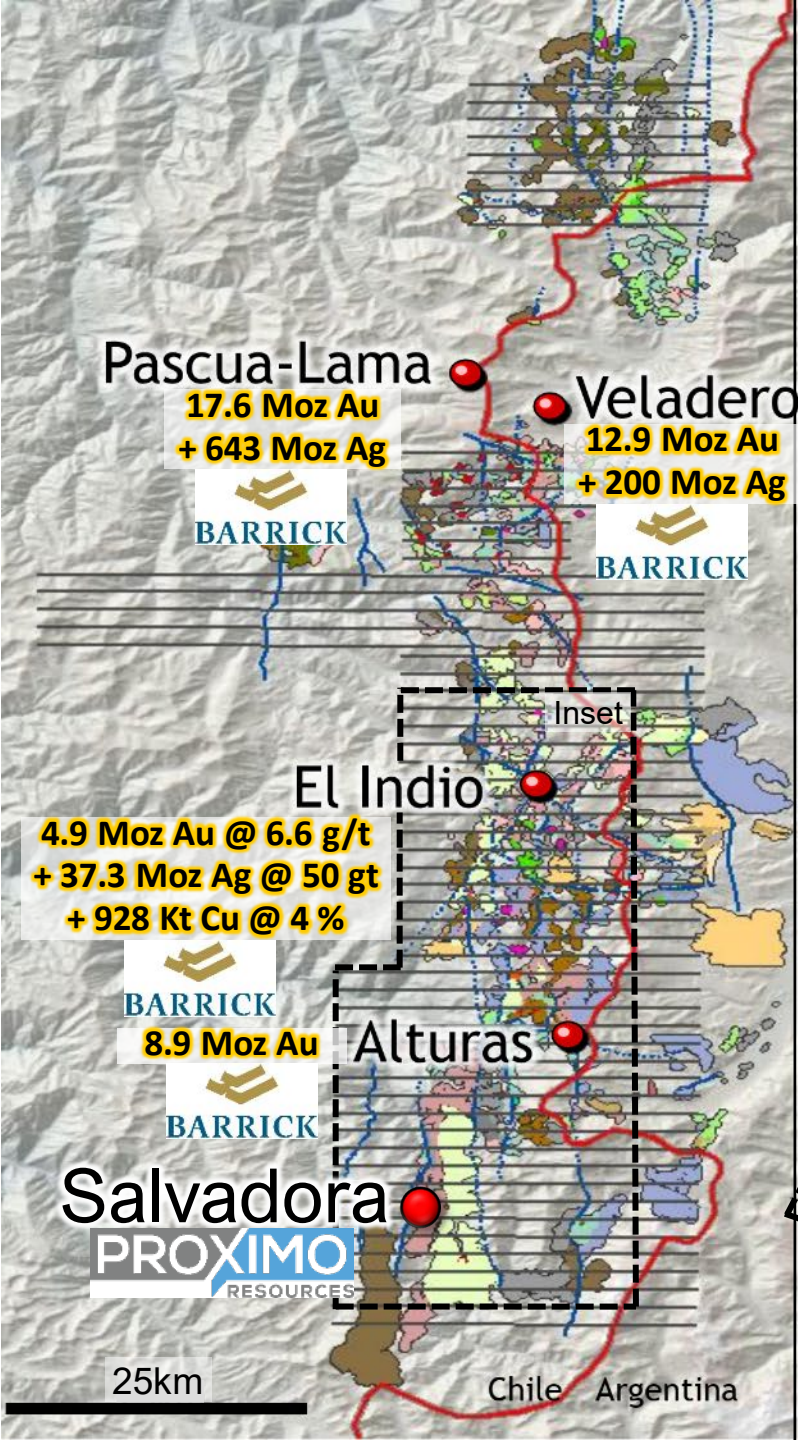 Pascua-Lama
17.6 Moz Au
+ 643 Moz Ag
BARRICK
Veladero
12.9 Moz Au
+ 200 Moz Ag
BARRICK
Inset
El Indio
4.9 Moz Au @ 6.6 g/t
+ 37.3 Moz Ag @ 50 gt
+ 928 Kt Cu @ 4 %
BARRICK
Alturas
8.9 Moz Au
BARRICK
Salvadora
PROXIMO
RESOURCES
25km
Chile Argentina